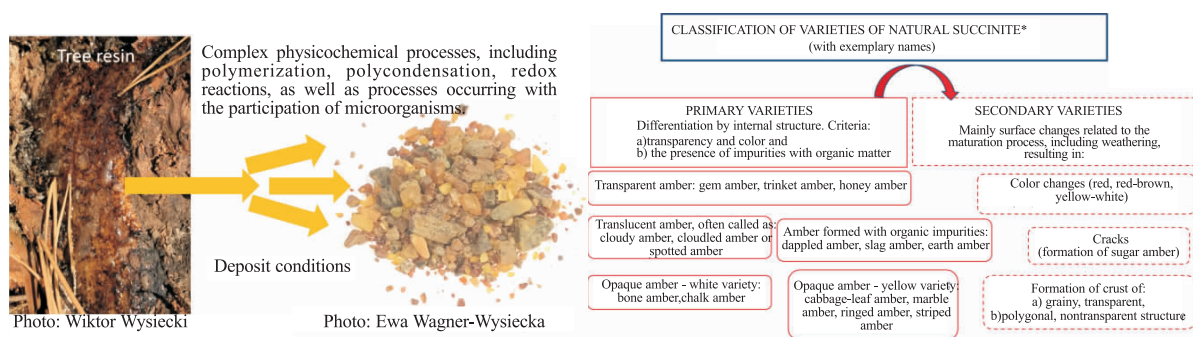 Tree resin
Complex physicochemical processes, including
polymerization, polycondensation, redox
reactions, as well as processes occurring with
the participation of microorganisms.
Deposit conditions
Photo: Wiktor Wysiecki
Photo: Ewa Wagner-Wysiecka
CLASSIFICATION OF VARIETIES OF NATURAL SUCCINITE*
(with exemplary names)
PRIMARY VARIETIES
Differentiation by internal structure. Criteria:
a)transparency and color and
b) the presence of impurities with organic matter
SECONDARY VARIETIES
Mainly surface changes related to the
maturation process, including weathering,
resulting in:
Transparent amber: gem amber, trinket amber, honey amber
Color changes (red, red-brown,
yellow-white)
Translucent amber, often called as:
cloudy amber, cloudled amber or
spotted amber
Amber formed with organic impurities:
dappled amber, slag amber, earth amber
Cracks
(formation of sugar amber)
Opaque amber - white variety:
bone amber,chalk amber
Opaque amber - yellow variety:
cabbage-leaf amber, marble
amber, ringed amber, striped
amber
Formation of crust of:
a) grainy, transparent,
b)polygonal, nontransparent structure